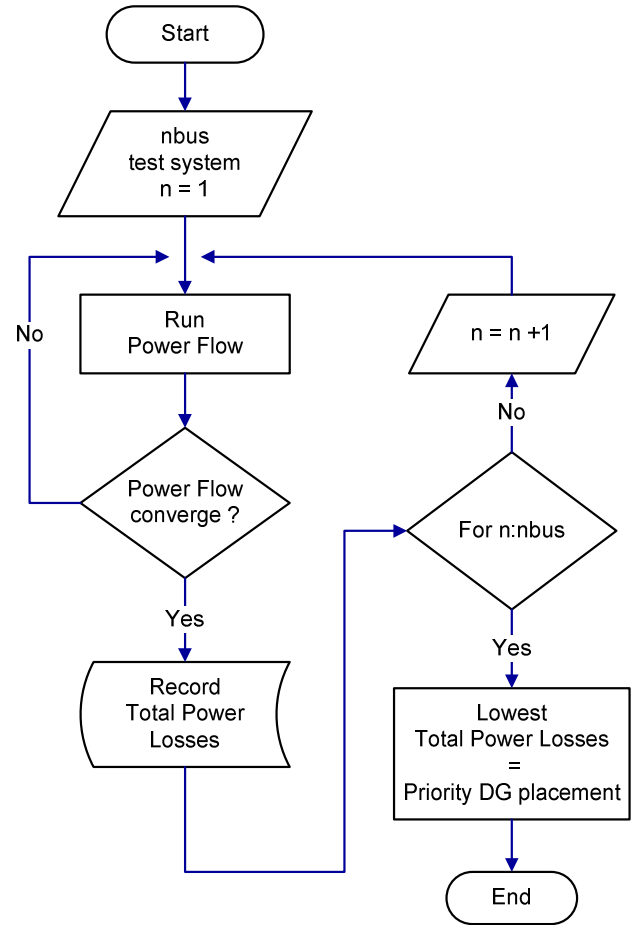 Start
nbus
test system
n = 1
No
Run
Power Flow
Power Flow
converge ?
Yes
Record
Total Power
Losses
n = n +1
No
For n:nbus
Yes
Lowest
Total Power Losses
=
Priority DG placement
End